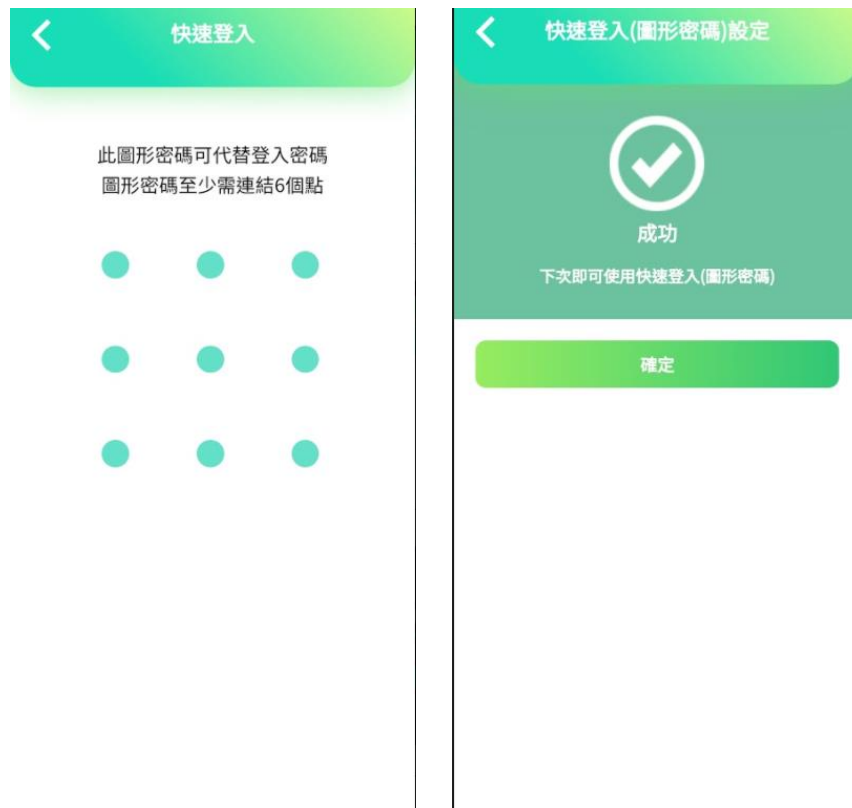 快速登入
此圖形密碼可代替登入密碼
圖形密碼至少需連結6個點
快速登入(圖形密碼)設定
成功
下次即可使用快速登入(圖形密碼)
確定